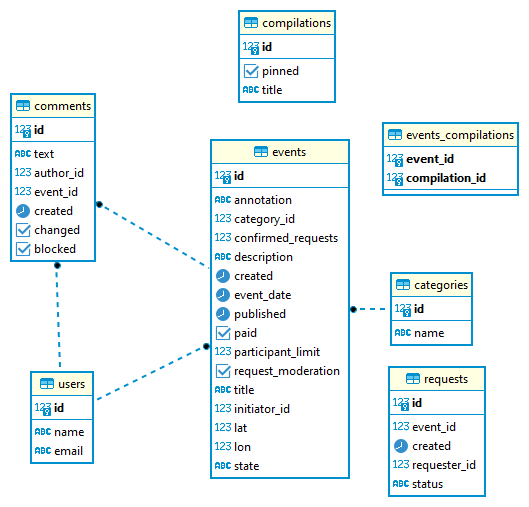 compilations
123 id
pinned
ABC title
comments
123 id
ABC text
123 author_id
123 event_id
created
changed
blocked
events
123 id
ABC annotation
123 category_id
123 confirmed_requests
ABC description
created
event_date
published
paid
123 participant_limit
request_moderation
ABC title
123 initiator_id
123 lat
123 lon
ABC state
events_compilations
123 event_id
123 compilation_id
categories
123 id
ABC name
users
123 id
ABC name
ABC email
requests
123 id
123 event_id
created
123 requester_id
ABC status